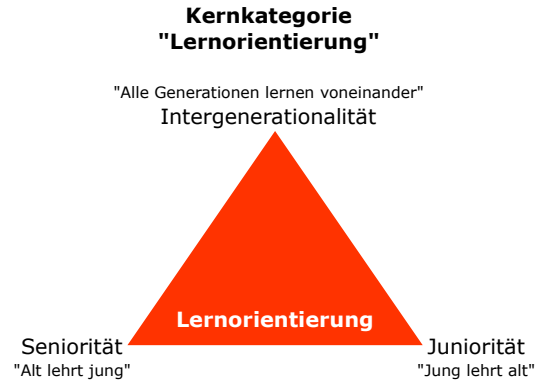 Kernkategorie
"Lernorientierung"
"Alle Generationen lernen voneinander"
Intergenerationalität
Lernorientierung
Seniorität
"Alt lehrt jung"
Juniorität
"Jung lehrt alt"